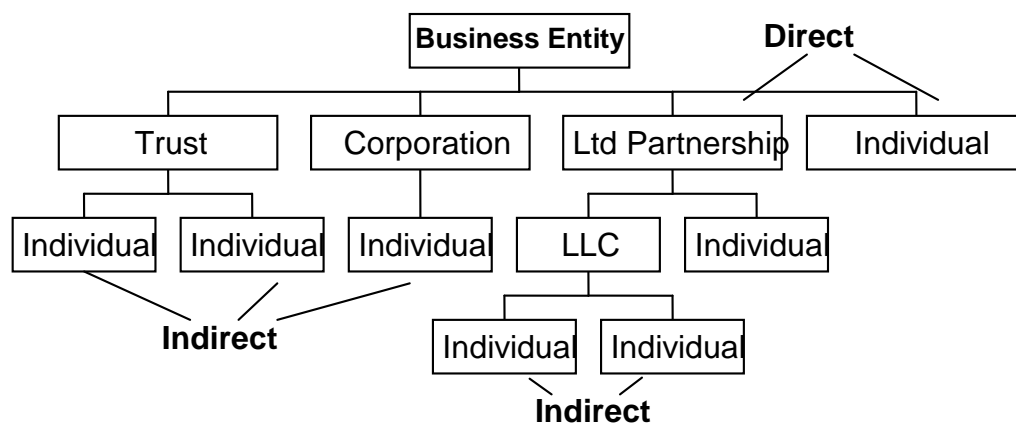 Business Entity
Direct
Trust
Corporation
Ltd Partnership
Individual
Individual
Individual
Individual
LLC
Individual
Indirect
Individual
Individual
Indirect